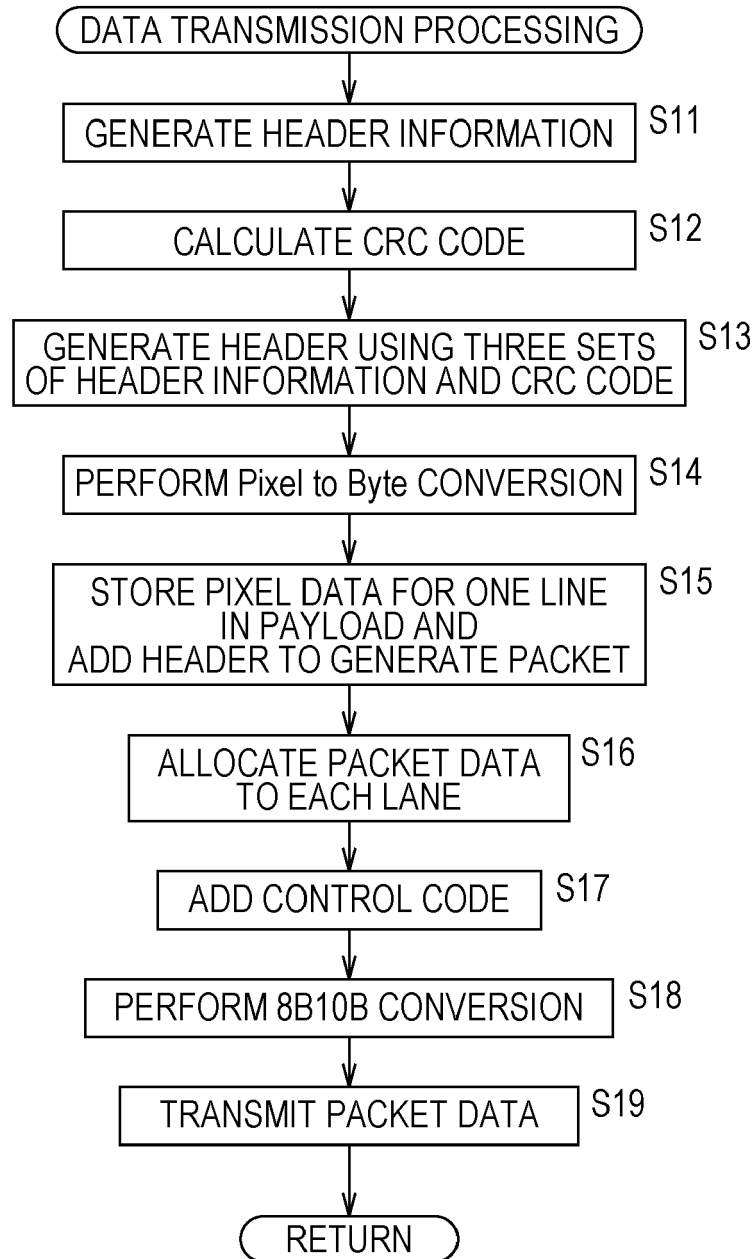 DATA TRANSMISSION PROCESSING
GENERATE HEADER INFORMATION
S11
CALCULATE CRC CODE
S12
GENERATE HEADER USING THREE SETS
OF HEADER INFORMATION AND CRC CODE
S13
PERFORM Pixel to Byte CONVERSION
S14
STORE PIXEL DATA FOR ONE LINE
IN PAYLOAD AND
ADD HEADER TO GENERATE PACKET
S15
ALLOCATE PACKET DATA
TO EACH LANE
S16
ADD CONTROL CODE
S17
PERFORM 8B10B CONVERSION
S18
TRANSMIT PACKET DATA
S19
RETURN